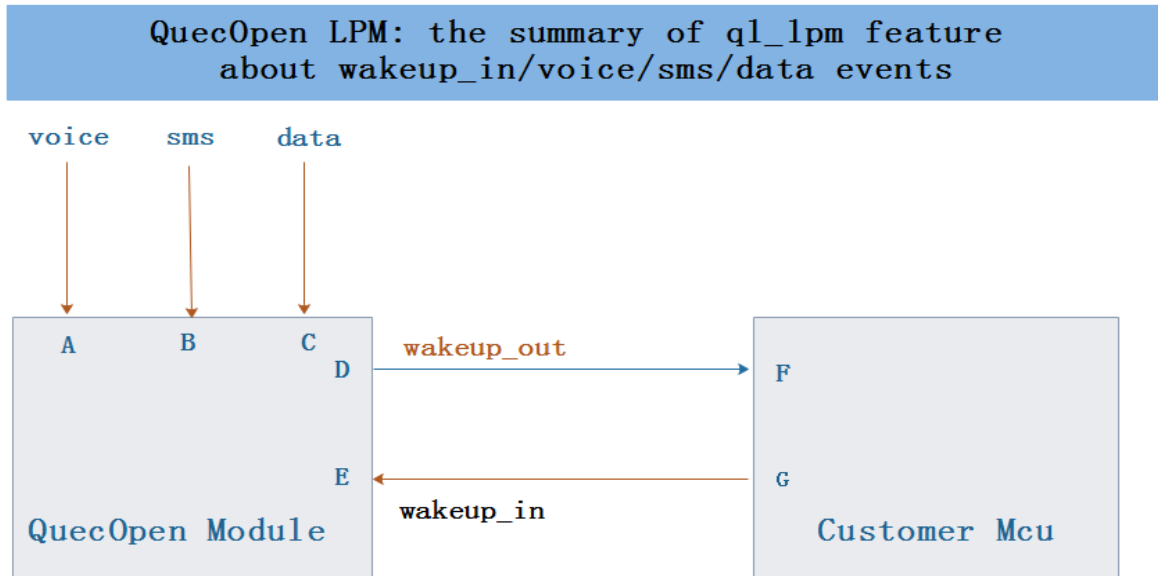 QuecOpen LPM: the summary of ql_lpm feature
about wakeup_in/voice/sms/data events
voice sms data
A B C
D wakeup_out F
E G
wakeup_in
QuecOpen Module Customer Mcu